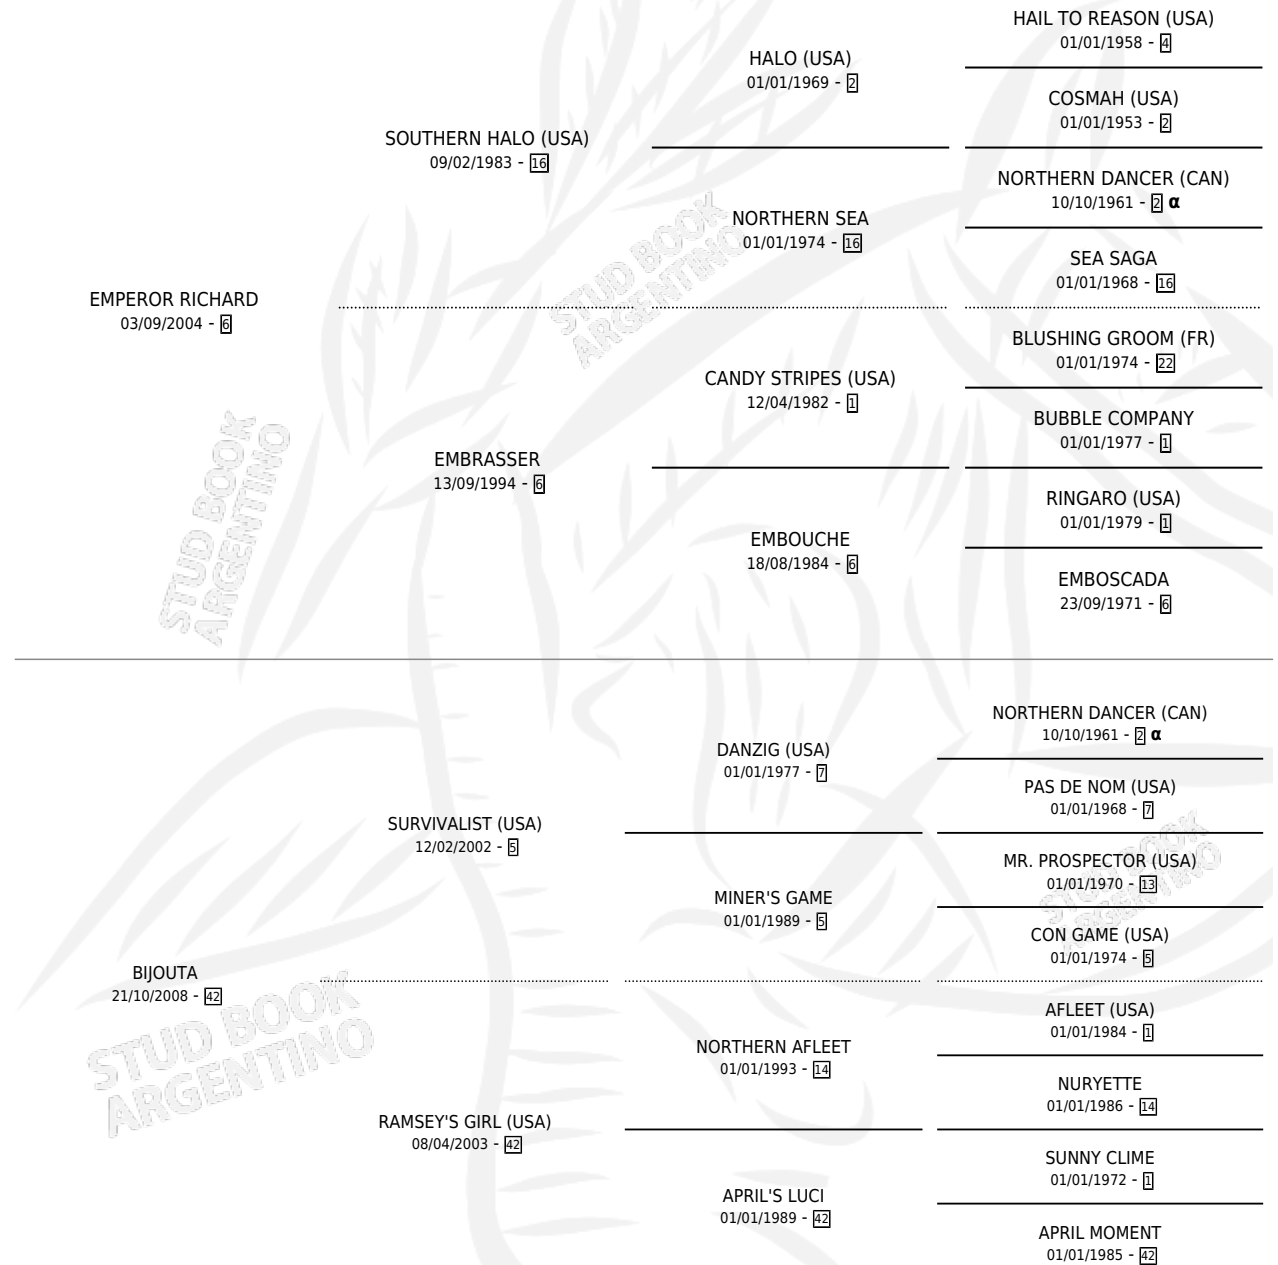 HAIL TO REASON (USA)
01/01/1958 - 4
HALO (USA)
01/01/1969 - 2
COSMAH (USA)
01/01/1953 - 2
SOUTHERN HALO (USA)
09/02/1983 - 16
NORTHERN DANCER (CAN)
10/10/1961 - 2 α
NORTHERN SEA
01/01/1974 - 16
SEA SAGA
01/01/1968 - 16
STUD BOOK
ARGENTINO
EMPEROR RICHARD
03/09/2004 - 6
BLUSHING GROOM (FR)
01/01/1974 - 22
CANDY STRIPES (USA)
12/04/1982 - 1
BUBBLE COMPANY
01/01/1977 - 1
EMBRASSER
13/09/1994 - 6
RINGARO (USA)
01/01/1979 - 1
EMBOUCHE
18/08/1984 - 6
EMBOSCADA
23/09/1971 - 6
STUD BOOK
ARGENTINO
NORTHERN DANCER (CAN)
10/10/1961 - 2 α
DANZIG (USA)
01/01/1977 - 7
PAS DE NOM (USA)
01/01/1968 - 7
SURVIVALIST (USA)
12/02/2002 - 5
MR. PROSPECTOR (USA)
01/01/1970 - 13
MINER'S GAME
01/01/1989 - 5
CON GAME (USA)
01/01/1974 - 5
STUD BOOK
ARGENTINO
BIJOUTA
21/10/2008 - 42
AFLEET (USA)
01/01/1984 - 1
NORTHERN AFLEET
01/01/1993 - 14
NURYETTE
01/01/1986 - 14
RAMSEY'S GIRL (USA)
08/04/2003 - 42
SUNNY CLIME
01/01/1972 - 1
APRIL'S LUCI
01/01/1989 - 42
APRIL MOMENT
01/01/1985 - 42
STUD BOOK
ARGENTINO